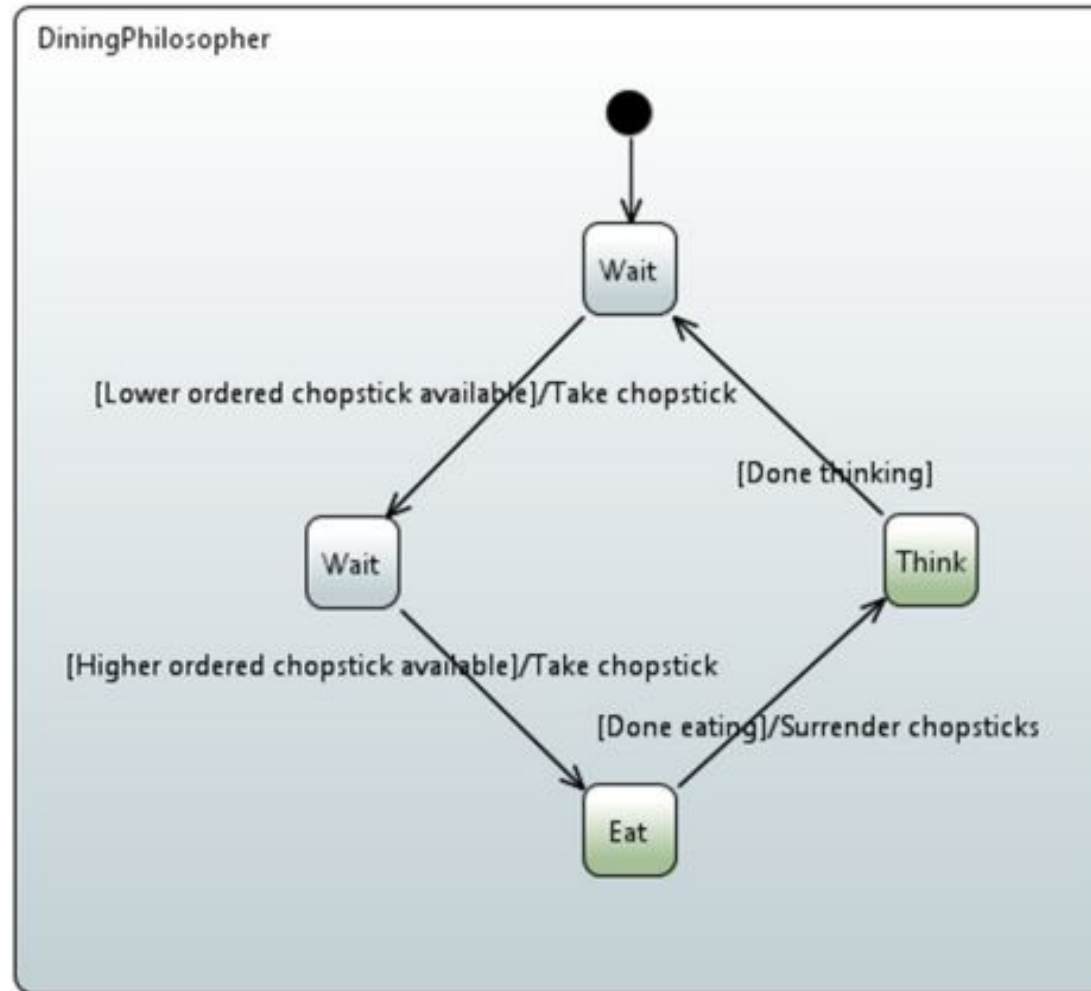 DiningPhilosopher
Wait
[Lower ordered chopstick available]/Take chopstick
[Done thinking]
Wait
Think
[Higher ordered chopstick available]/Take chopstick
[Done eating]/Surrender chopsticks
Eat